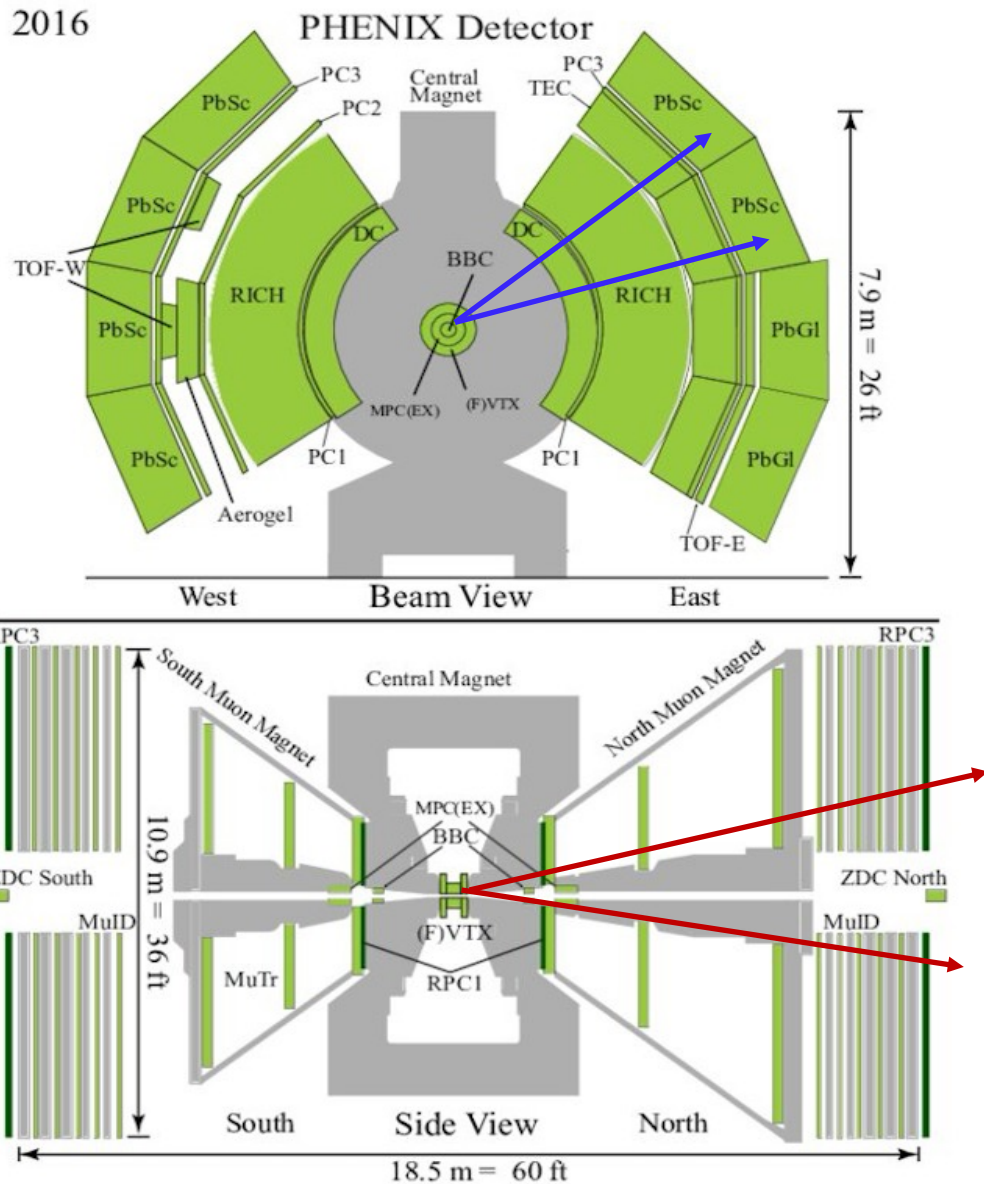 2016
PHENIX Detector
Central
Magnet
PC3
PC2
PbSc
PbSc
TOF-W
PbSc
PbSc
RICH
DC
BBC
MPC(EX)
(F)VTX
PC1
Aerogel
PC3
TEC
PbSc
PbSc
DC
RICH
PbGl
PbGl
PC1
TOF-E
7.9 m = 26 ft
West
Beam View
East
PC3
South Muon Magnet
Central Magnet
North Muon Magnet
RPC3
MPC(EX)
BBC
10.9 m = 36 ft
DC South
ZDC North
MuID
(F)VTX
MuID
MuTr
RPC1
South
Side View
North
18.5 m = 60 ft